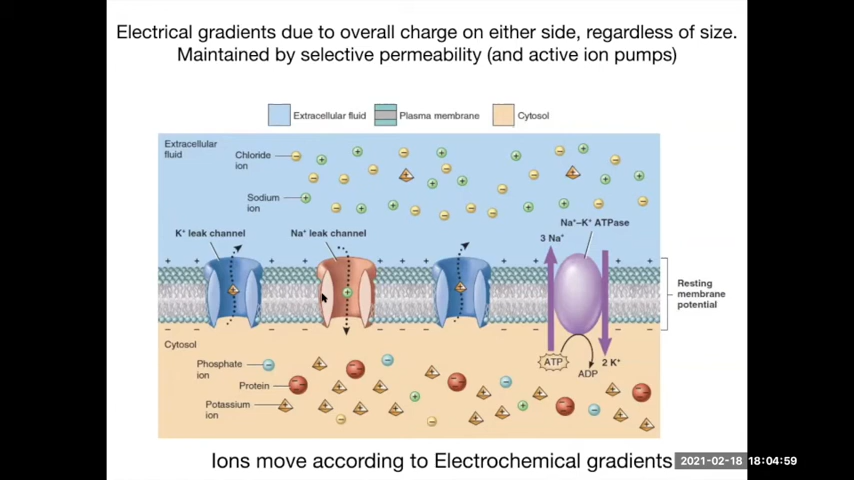 Electrical gradients due to overall charge on either side, regardless of size.
Maintained by selective permeability (and active ion pumps)
Extracellular fluid
Plasma membrane
Cytosol
Extracellular
fluid
Chloride
ion
Sodium
ion
K⁺ leak channel
Na⁺ leak channel
Na⁺–K⁺ ATPase
3 Na⁺
Resting
membrane
potential
Cytosol
Phosphate
ion
Protein
Potassium
ion
ATP
ADP
2 K⁺
Ions move according to Electrochemical gradients
2021-02-18 18:04:59